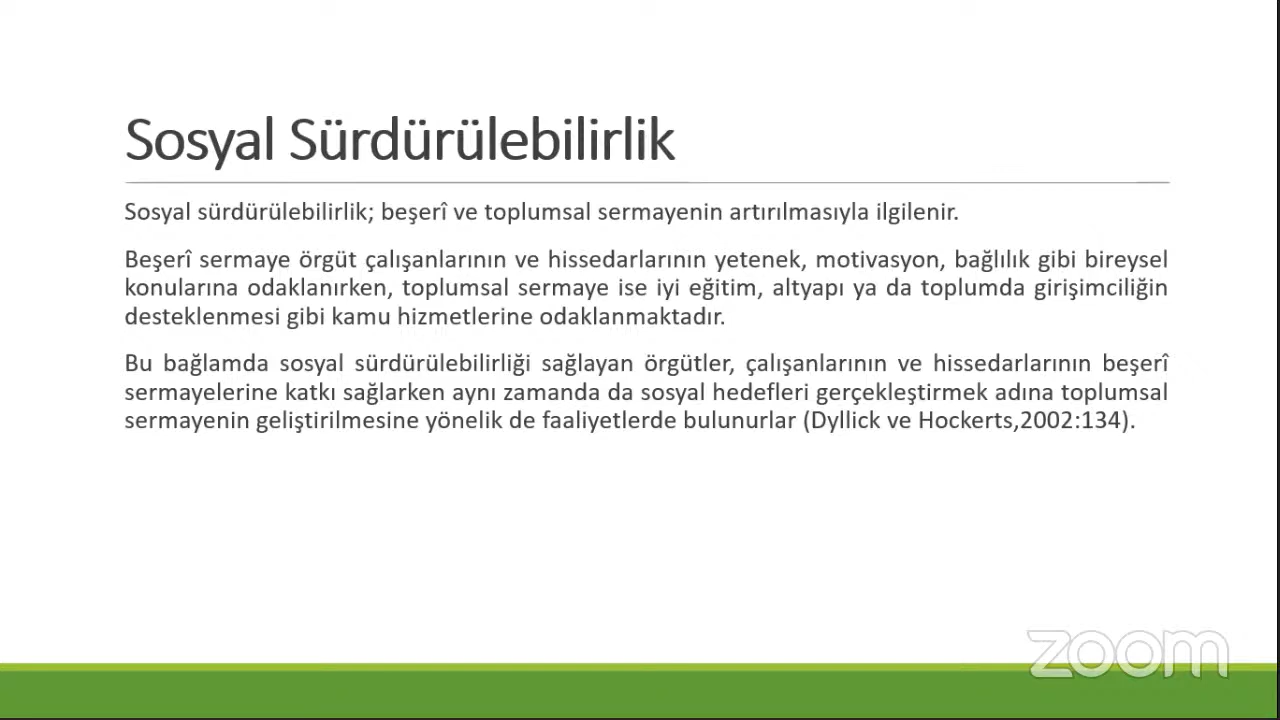 Sosyal Sürdürülebilirlik
Sosyal sürdürülebilirlik; beşerî ve toplumsal sermayenin artırılmasıyla ilgilenir.
Beşerî sermaye örgüt çalışanlarının ve hissedarlarının yetenek, motivasyon, bağlılık gibi bireysel
konularına odaklanırken, toplumsal sermaye ise iyi eğitim, altyapı ya da toplumda girişimciliğin
desteklenmesi gibi kamu hizmetlerine odaklanmaktadır.
Bu bağlamda sosyal sürdürülebilirliği sağlayan örgütler, çalışanlarının ve hissedarlarının beşerî
sermayelerine katkı sağlarken aynı zamanda da sosyal hedefleri gerçekleştirmek adına toplumsal
sermayenin geliştirilmesine yönelik de faaliyetlerde bulunurlar (Dyllick ve Hockerts,2002:134).
zoom